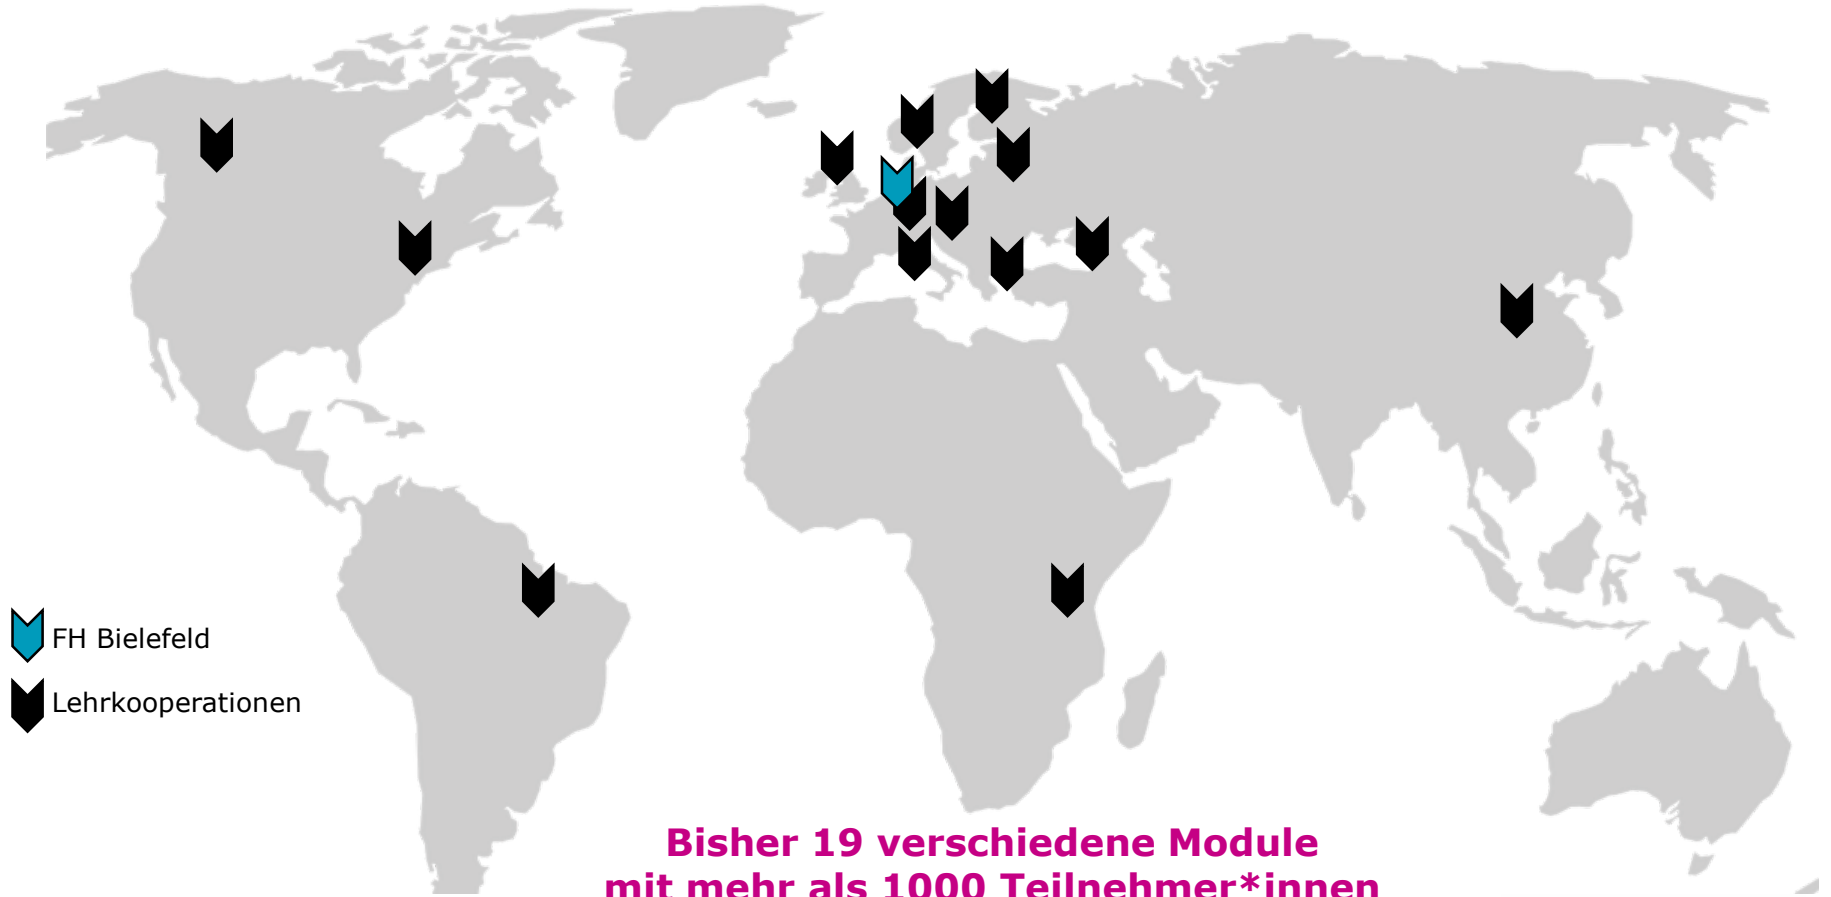 FH Bielefeld
Lehrkooperationen
Bisher 19 verschiedene Module
mit mehr als 1000 Teilnehmer*innen